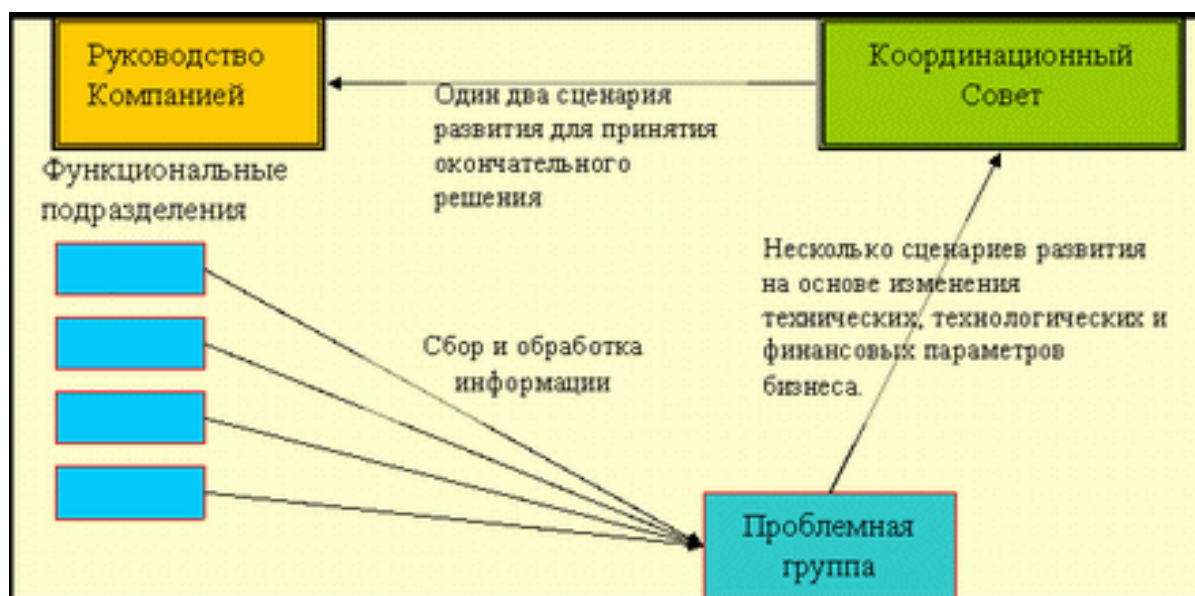 Руководство
Компанией
Координационный
Совет
Один два сценария
развития для принятия
окончательного
решения
Функциональные
подразделения
Несколько сценариев развития
на основе изменения
технических, технологических и
финансовых параметров
бизнеса.
Сбор и обработка
информации
Проблемная
группа